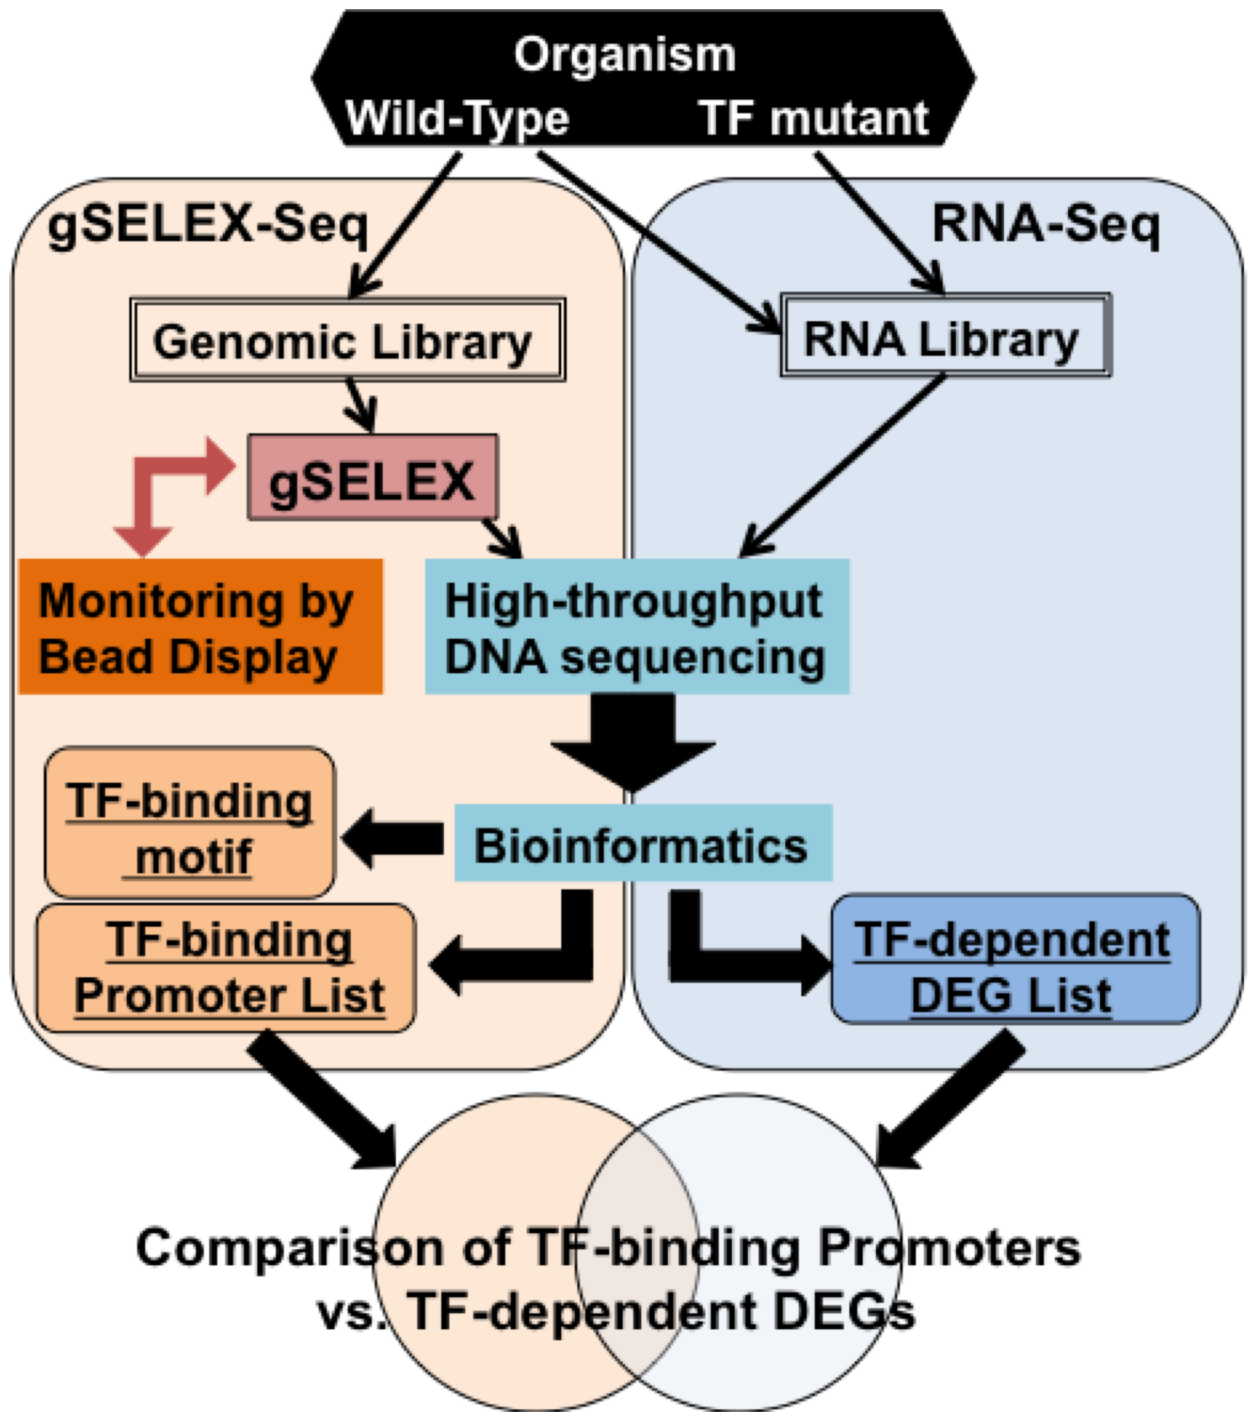 Organism
Wild-Type TF mutant
gSELEX-Seq
RNA-Seq
Genomic Library
RNA Library
gSELEX
Monitoring by
Bead Display
High-throughput
DNA sequencing
TF-binding
motif
Bioinformatics
TF-binding
Promoter List
TF-dependent
DEG List
Comparison of TF-binding Promoters
vs. TF-dependent DEGs